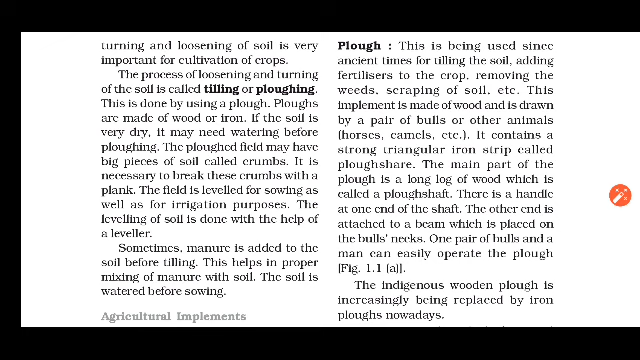 turning and loosening of soil is very
important for cultivation of crops.
The process of loosening and turning
of the soil is called tilling or ploughing.
This is done by using a plough. Ploughs
are made of wood or iron. If the soil is
very dry, it may need watering before
ploughing. The ploughed field may have
big pieces of soil called crumbs. It is
necessary to break these crumbs with a
plank. The field is levelled for sowing as
well as for irrigation purposes. The
levelling of soil is done with the help of
a leveller.
Sometimes, manure is added to the
soil before tilling. This helps in proper
mixing of manure with soil. The soil is
watered before sowing.
Agricultural Implements
Plough : This is being used since
ancient times for tilling the soil, adding
fertilisers to the crop, removing the
weeds, scraping of soil, etc. This
implement is made of wood and is drawn
by a pair of bulls or other animals
(horses, camels, etc.). It contains a
strong triangular iron strip called
ploughshare. The main part of the
plough is a long log of wood which is
called a ploughshaft. There is a handle
at one end of the shaft. The other end is
attached to a beam which is placed on
the bulls' necks. One pair of bulls and a
man can easily operate the plough
[Fig. 1.1 (a)].
The indigenous wooden plough is
increasingly being replaced by iron
ploughs nowadays.